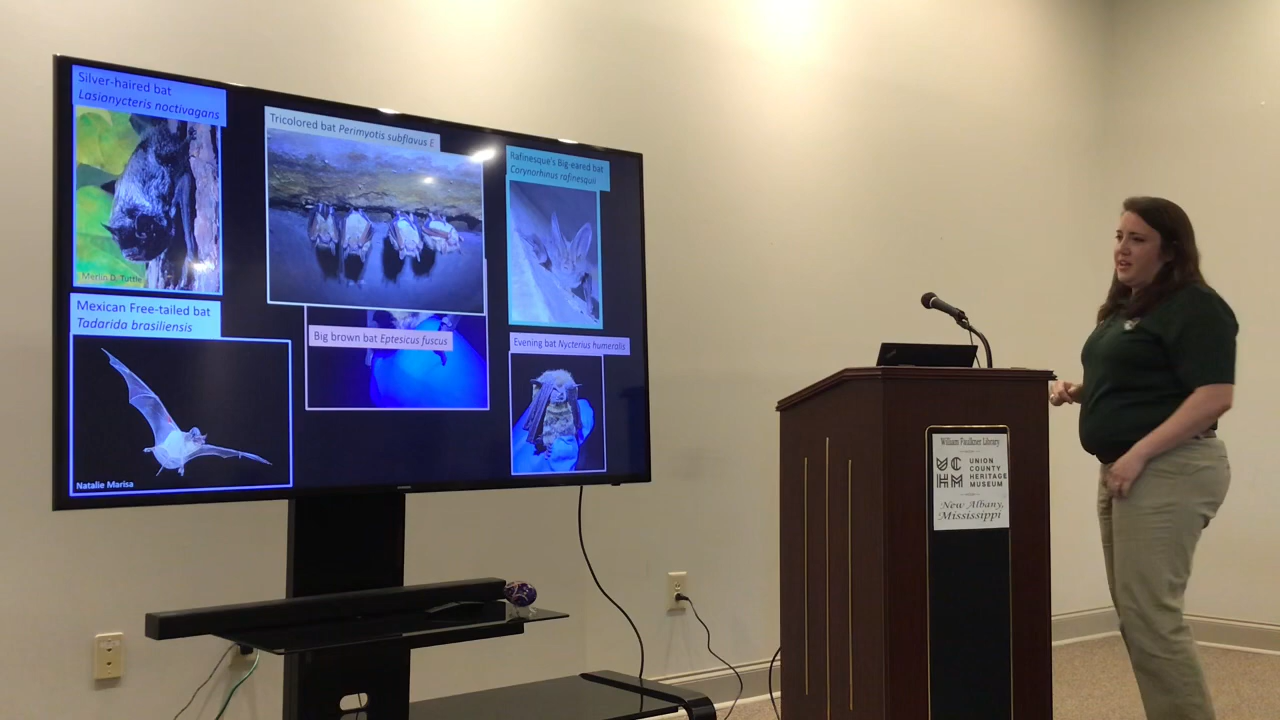 Silver-haired bat
Lasionycteris noctivagans
Merlin D. Tuttle
Tricolored bat Perimyotis subflavus E
Rafinesque's Big-eared bat
Corynorhinus rafinesquii
Mexican Free-tailed bat
Tadarida brasiliensis
Natalie Marisa
Big brown bat Eptesicus fuscus
Evening bat Nycterius humeralis
William Faulkner Library
UCHM
UNION
COUNTY
HERITAGE
MUSEUM
New Albany,
Mississippi